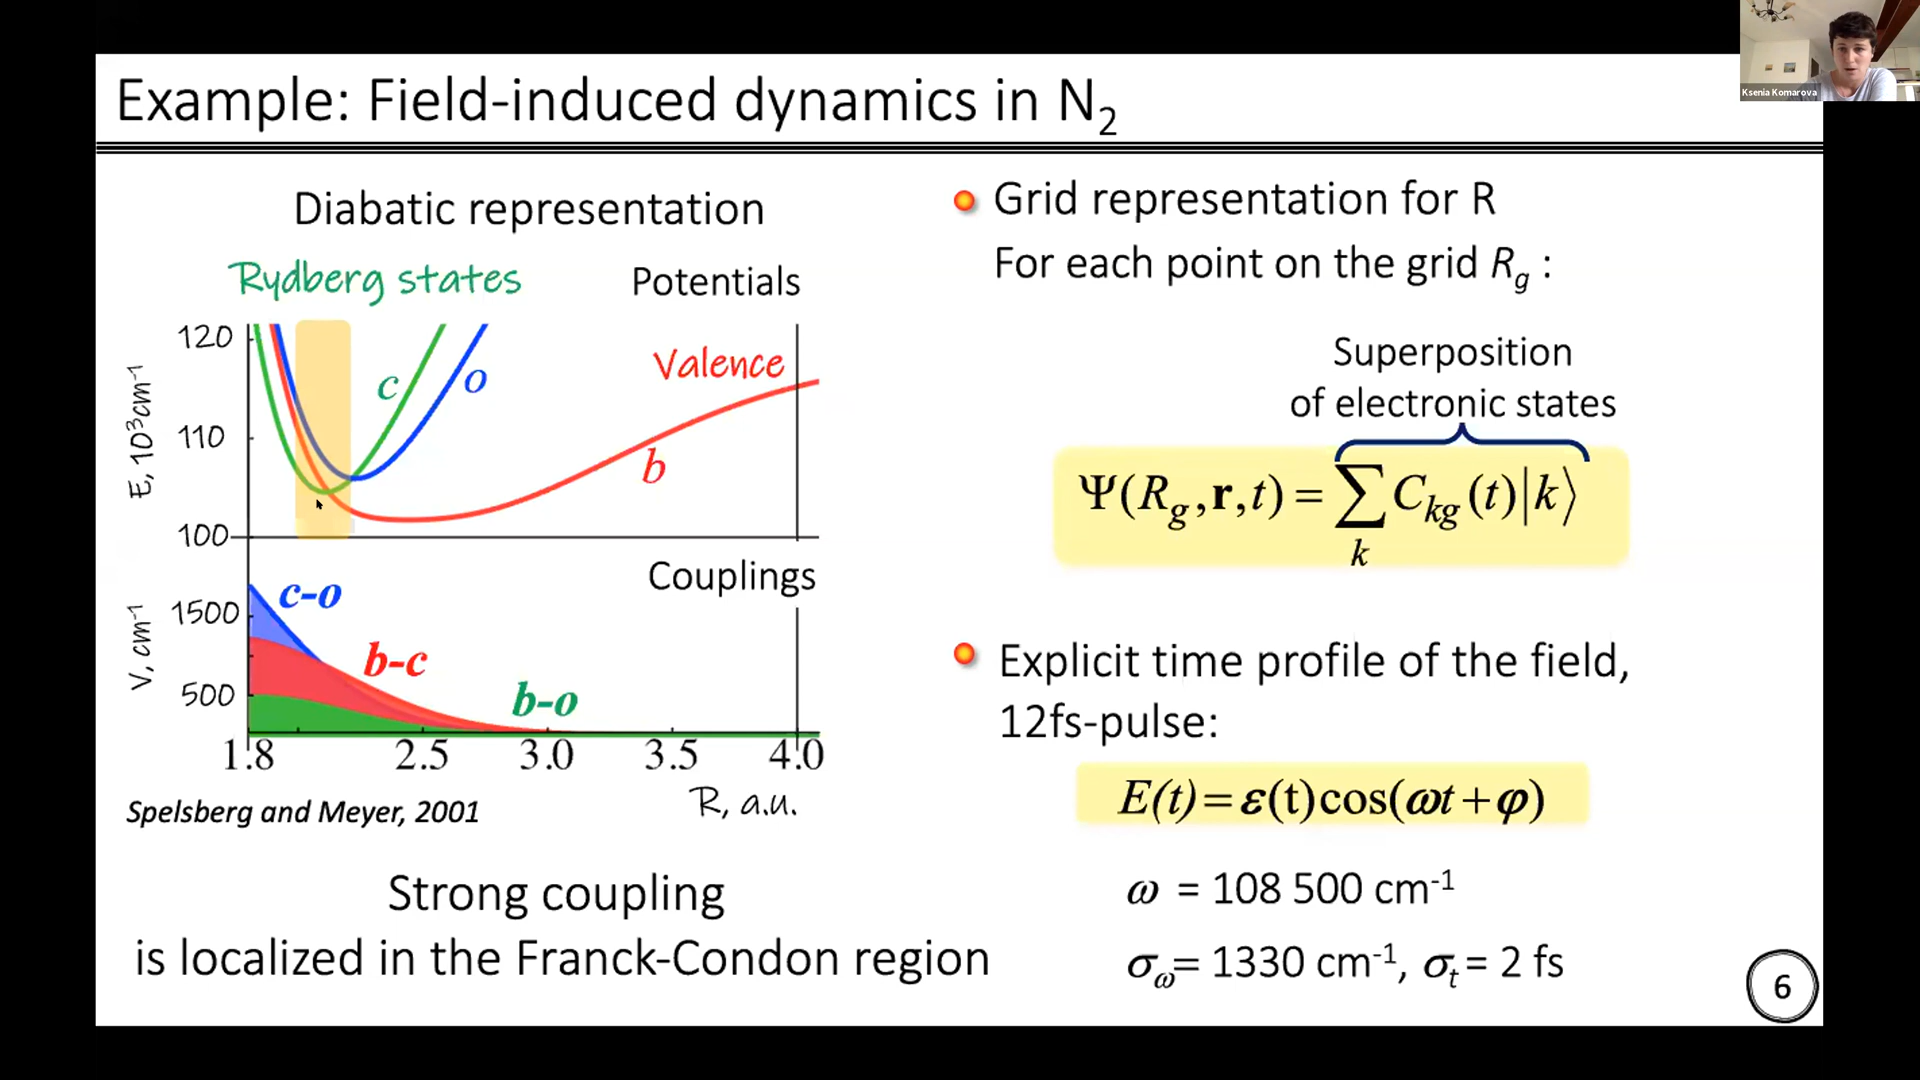 Ksenia Komarova
Example: Field-induced dynamics in N₂
Diabatic representation
Rydberg states
Potentials
120
110
100
E, 10³cm⁻¹
c
o
Valence
b
Couplings
c-o
b-c
b-o
1500
500
V, cm⁻¹
1.8 2.5 3.0 3.5 4.0
R, a.u.
Spelsberg and Meyer, 2001
Strong coupling
is localized in the Franck-Condon region
Grid representation for R
For each point on the grid R_g :
Superposition
of electronic states
Ψ(R_g,r,t) = ∑_k C_kg(t)|k⟩
Explicit time profile of the field,
12fs-pulse:
E(t)=ε(t)cos(ωt+φ)
ω = 108 500 cm⁻¹
σ_ω= 1330 cm⁻¹, σ_t= 2 fs
6